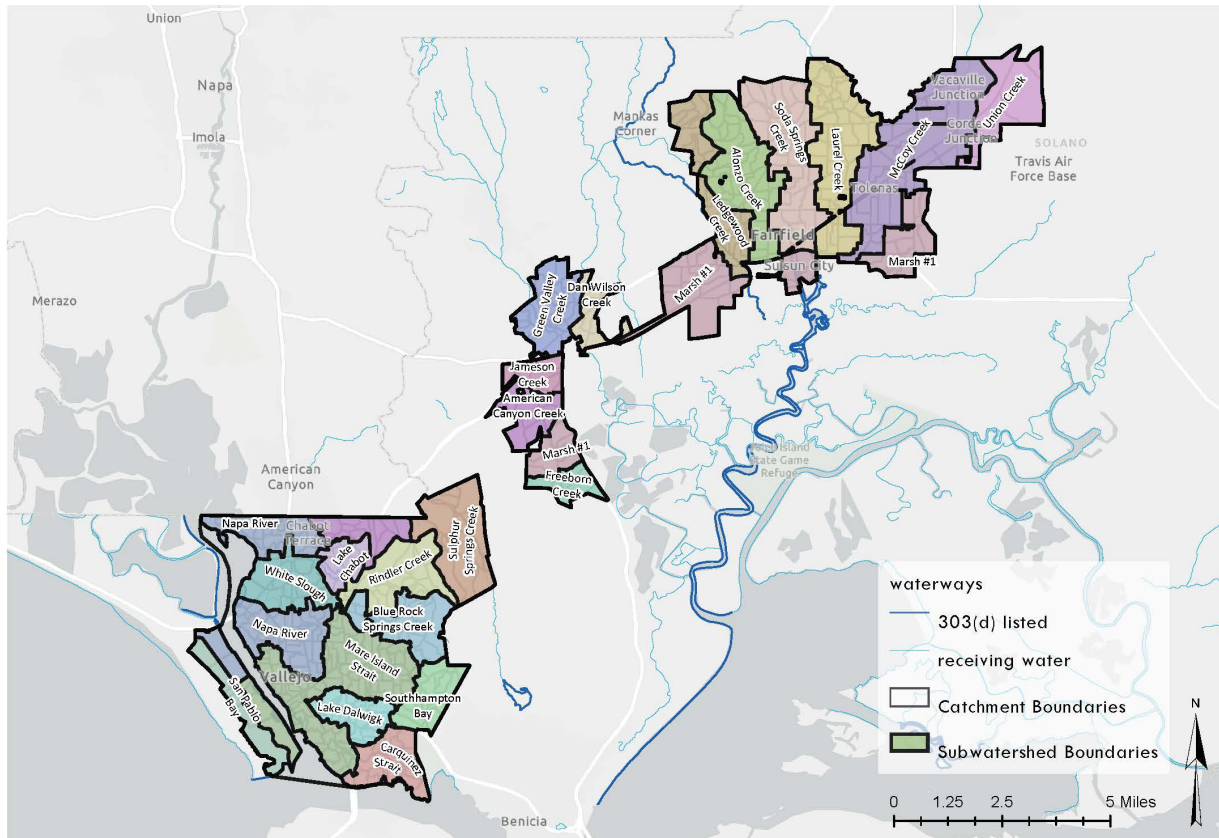 Union
Napa
Imola
Merazo
American
Canyon
Mankas
Corner
Vacaville
Junction
Union Creek
SOLANO
Travis Air
Force Base
McCoy Creek
Tolenas
Laurel Creek
Soda Springs
Creek
Alonzo Creek
Ledgewood
Creek
Fairfield
Suisun City
Marsh #1
Marsh #1
Dan Wilson
Creek
Green Valley
Creek
Jameson
Creek
American
Canyon Creek
Marsh #1
Freeborn
Creek
State Game
Refuge
Napa River
Chabot
Terrace
Lake
Chabot
Sulphur
Springs Creek
Rindler Creek
White Slough
Blue Rock
Springs Creek
Napa River
Mare Island
Strait
Vallejo
San Pablo
Bay
Lake Dalwigk
Southhampton
Bay
Carquinez
Strait
Benicia
waterways
303(d) listed
receiving water
Catchment Boundaries
Subwatershed Boundaries
N
0 1.25 2.5 5 Miles